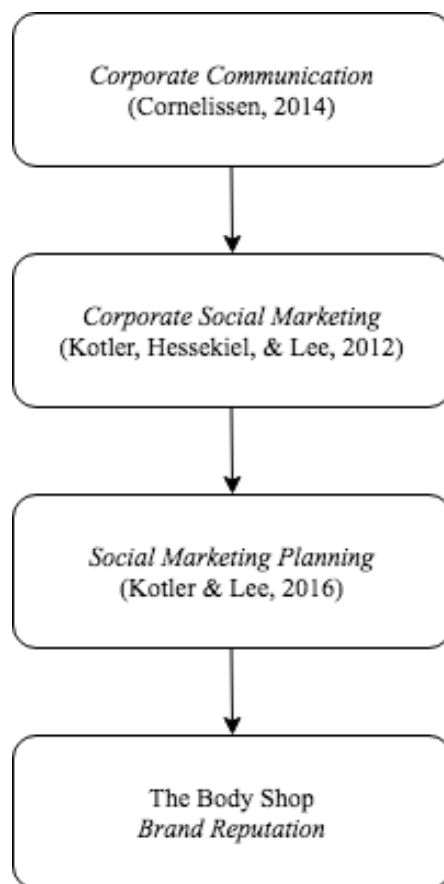 Corporate Communication
(Cornelissen, 2014)
Corporate Social Marketing
(Kotler, Hessekiel, & Lee, 2012)
Social Marketing Planning
(Kotler & Lee, 2016)
The Body Shop
Brand Reputation